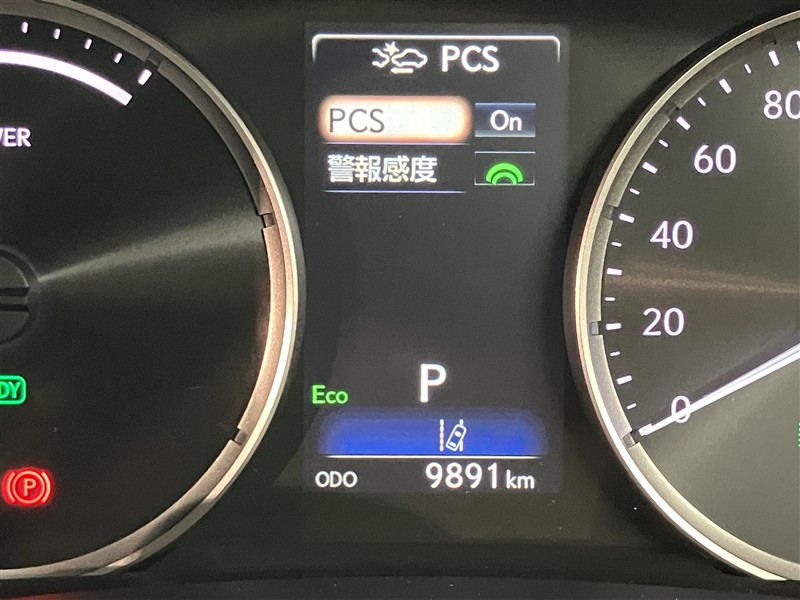 PCS
PCS On
警報感度
P
Eco
ODO 9891 km
WER
DY
P
80
60
40
20
0